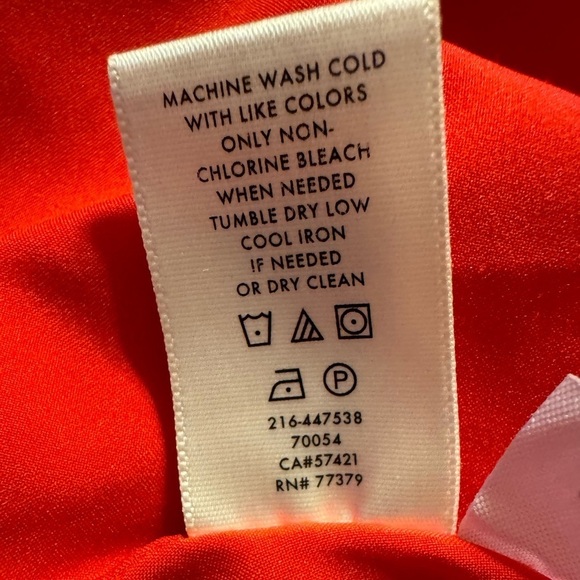 MACHINE WASH COLD
WITH LIKE COLORS
ONLY NON-
CHLORINE BLEACH
WHEN NEEDED
TUMBLE DRY LOW
COOL IRON
IF NEEDED
OR DRY CLEAN
P
216-447538
70054
CA#57421
RN# 77379